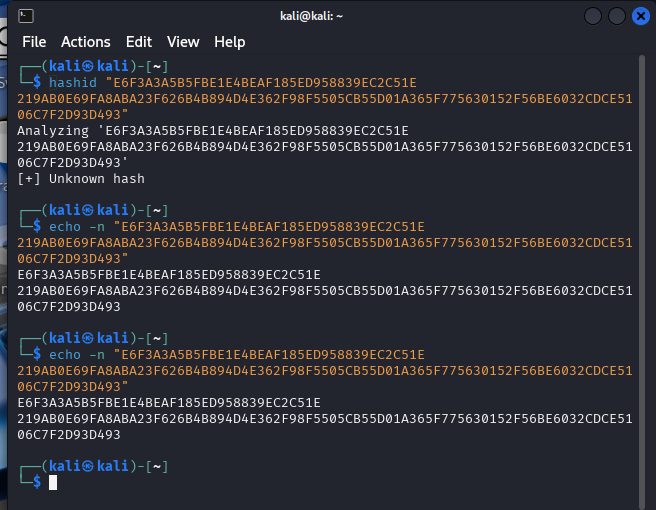 kali@kali: ~
File Actions Edit View Help
┌──(kali㉿kali)-[~]
└─$ hashid "E6F3A3A5B5FBE1E4BEAF185ED958839EC2C51E
219AB0E69FA8ABA23F626B4B894D4E362F98F5505CB55D01A365F775630152F56BE6032CDCE51
06C7F2D93D493"
Analyzing 'E6F3A3A5B5FBE1E4BEAF185ED958839EC2C51E
219AB0E69FA8ABA23F626B4B894D4E362F98F5505CB55D01A365F775630152F56BE6032CDCE51
06C7F2D93D493'
[+] Unknown hash
┌──(kali㉿kali)-[~]
└─$ echo -n "E6F3A3A5B5FBE1E4BEAF185ED958839EC2C51E
219AB0E69FA8ABA23F626B4B894D4E362F98F5505CB55D01A365F775630152F56BE6032CDCE51
06C7F2D93D493"
E6F3A3A5B5FBE1E4BEAF185ED958839EC2C51E
219AB0E69FA8ABA23F626B4B894D4E362F98F5505CB55D01A365F775630152F56BE6032CDCE51
06C7F2D93D493
┌──(kali㉿kali)-[~]
└─$ echo -n "E6F3A3A5B5FBE1E4BEAF185ED958839EC2C51E
219AB0E69FA8ABA23F626B4B894D4E362F98F5505CB55D01A365F775630152F56BE6032CDCE51
06C7F2D93D493"
E6F3A3A5B5FBE1E4BEAF185ED958839EC2C51E
219AB0E69FA8ABA23F626B4B894D4E362F98F5505CB55D01A365F775630152F56BE6032CDCE51
06C7F2D93D493
┌──(kali㉿kali)-[~]
└─$